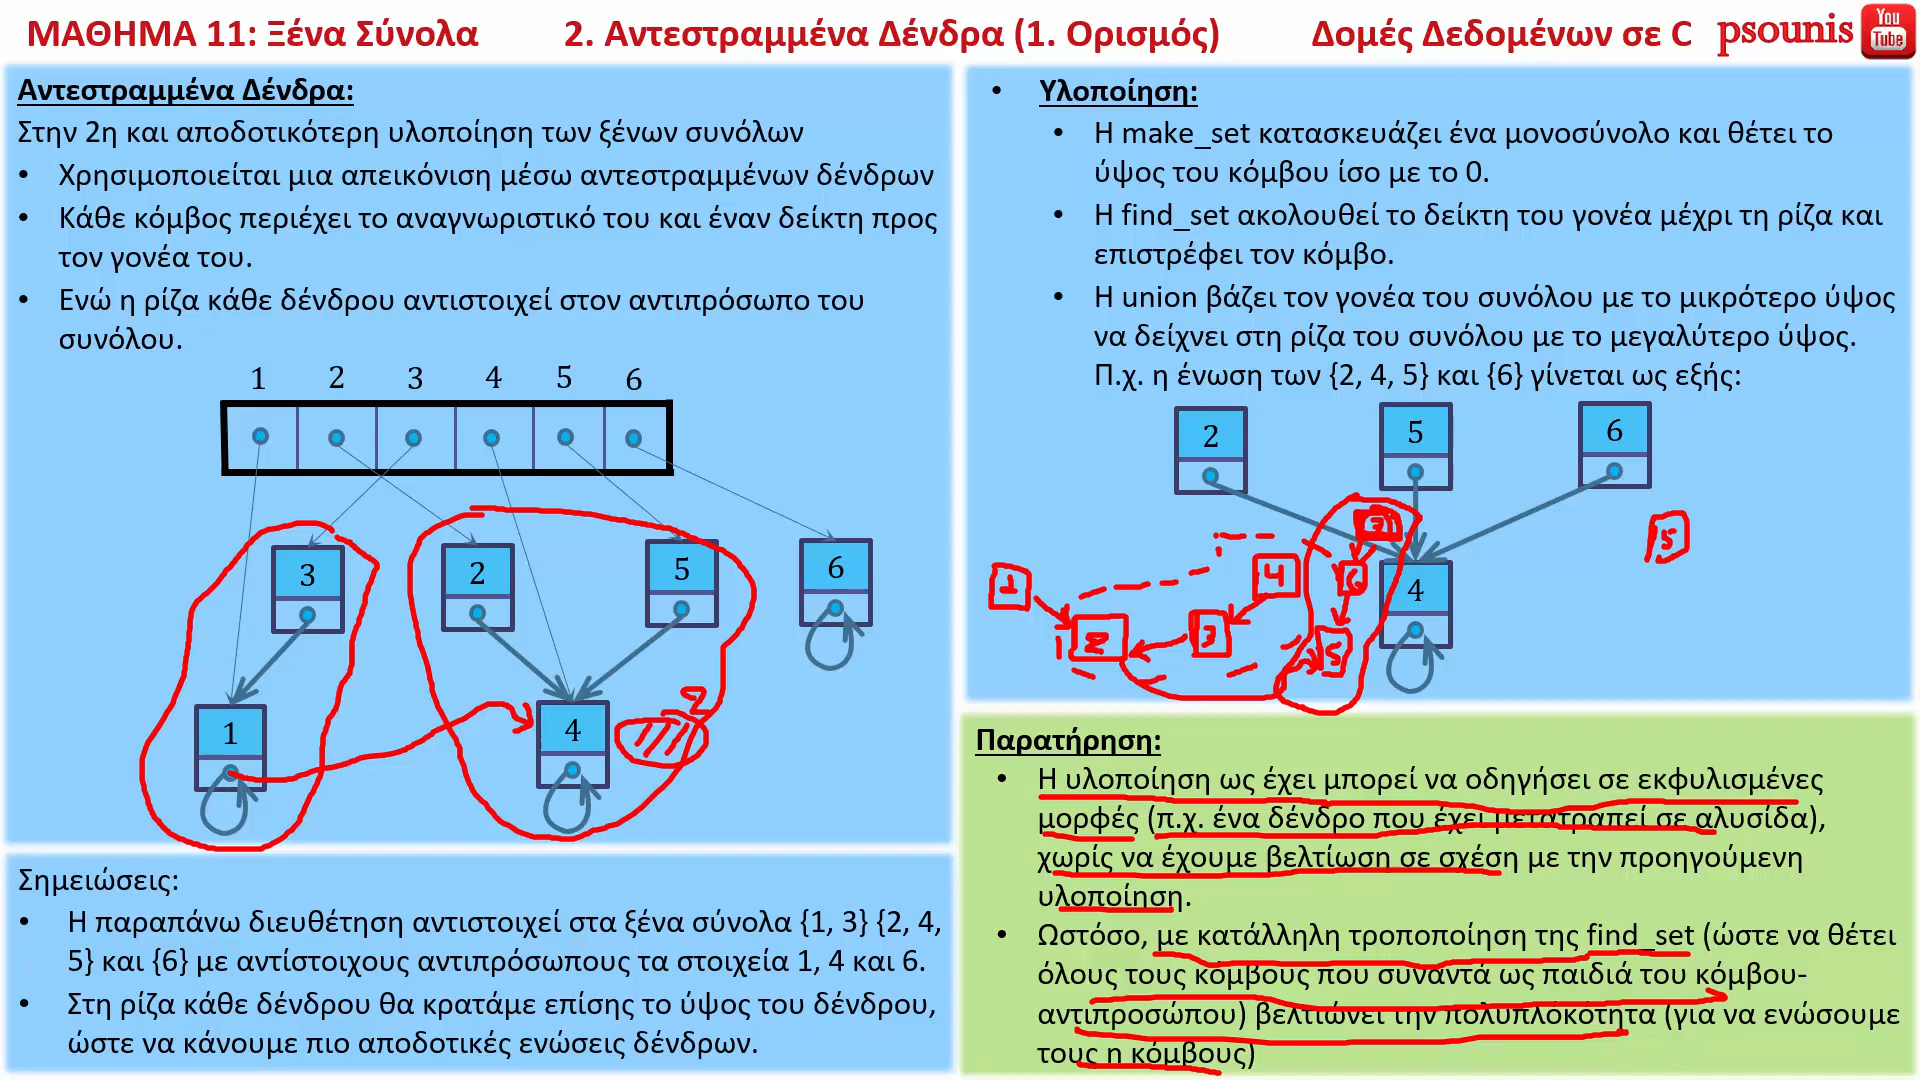 ΜΑΘΗΜΑ 11: Ξένα Σύνολα 2. Αντεστραμμένα Δένδρα (1. Ορισμός) Δομές Δεδομένων σε C psounis You Tube
Αντεστραμμένα Δένδρα:
Στην 2η και αποδοτικότερη υλοποίηση των ξένων συνόλων
• Χρησιμοποιείται μια απεικόνιση μέσω αντεστραμμένων δένδρων
• Κάθε κόμβος περιέχει το αναγνωριστικό του και έναν δείκτη προς
τον γονέα του.
• Ενώ η ρίζα κάθε δένδρου αντιστοιχεί στον αντιπρόσωπο του
συνόλου.
1 2 3 4 5 6
3 2 5 6
1 4 2
Σημειώσεις:
• Η παραπάνω διευθέτηση αντιστοιχεί στα ξένα σύνολα {1, 3} {2, 4,
5} και {6} με αντίστοιχους αντιπρόσωπους τα στοιχεία 1, 4 και 6.
• Στη ρίζα κάθε δένδρου θα κρατάμε επίσης το ύψος του δένδρου,
ώστε να κάνουμε πιο αποδοτικές ενώσεις δένδρων.
• Υλοποίηση:
• Η make_set κατασκευάζει ένα μονοσύνολο και θέτει το
ύψος του κόμβου ίσο με το 0.
• Η find_set ακολουθεί το δείκτη του γονέα μέχρι τη ρίζα και
επιστρέφει τον κόμβο.
• Η union βάζει τον γονέα του συνόλου με το μικρότερο ύψος
να δείχνει στη ρίζα του συνόλου με το μεγαλύτερο ύψος.
Π.χ. η ένωση των {2, 4, 5} και {6} γίνεται ως εξής:
2 5 6
7 5
1 4 6 4
2 3 5
Παρατήρηση:
• Η υλοποίηση ως έχει μπορεί να οδηγήσει σε εκφυλισμένες
μορφές (π.χ. ένα δένδρο που έχει μετατραπεί σε αλυσίδα),
χωρίς να έχουμε βελτίωση σε σχέση με την προηγούμενη
υλοποίηση.
• Ωστόσο, με κατάλληλη τροποποίηση της find_set (ώστε να θέτει
όλους τους κόμβους που συναντά ως παιδιά του κόμβου-
αντιπροσώπου) βελτιώνει την πολυπλοκότητα (για να ενώσουμε
τους n κόμβους)